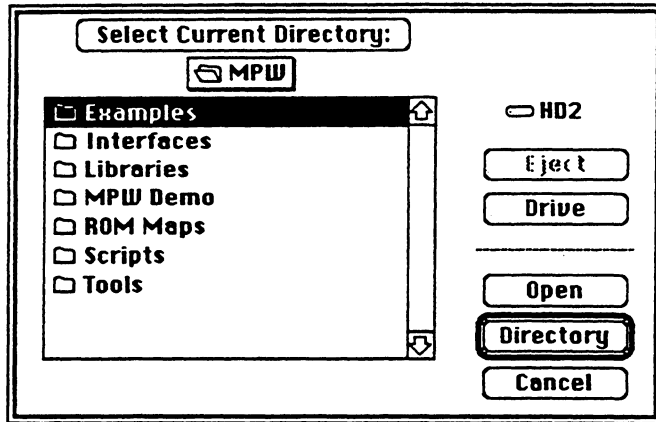 Select Current Directory:
MPW
Examples
Interfaces
Libraries
MPW Demo
ROM Maps
Scripts
Tools
HD2
Eject
Drive
Open
Directory
Cancel